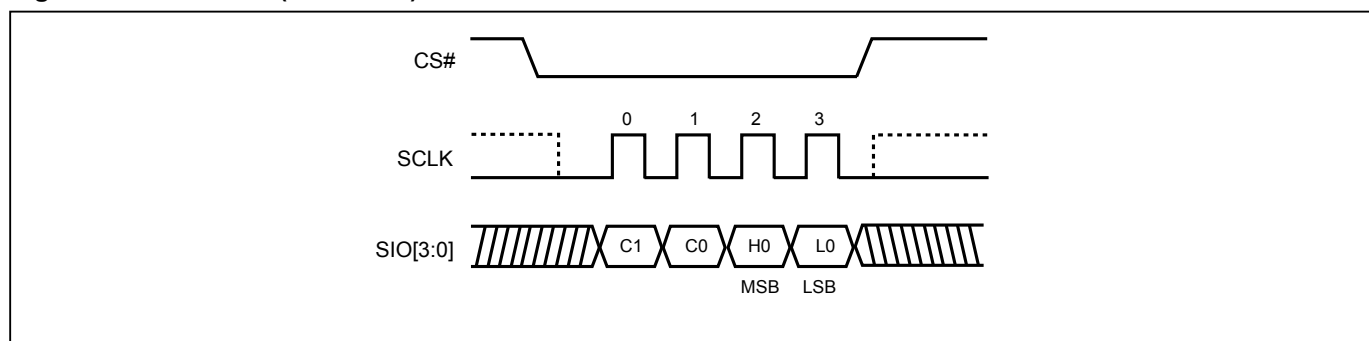 CS#
0 1 2 3
SCLK
SIO[3:0] C1 C0 H0 L0
MSB LSB